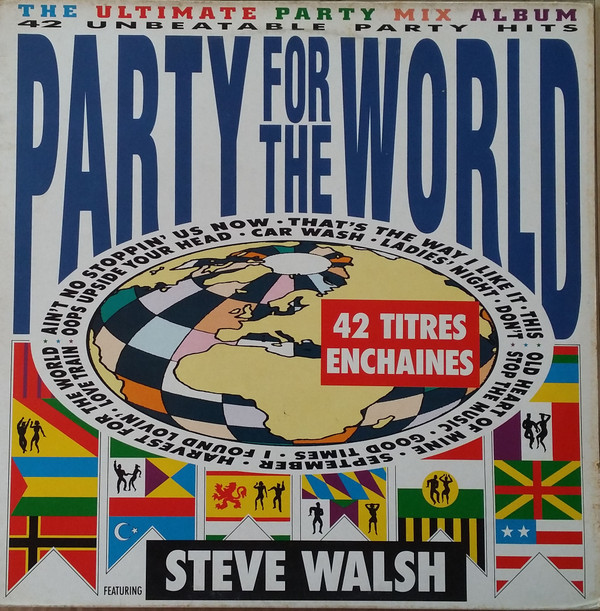 THE ULTIMATE PARTY MIX ALBUM
42 UNBEATABLE PARTY HITS
PARTY FOR THE WORLD
AIN'T NO STOPPIN' US NOW · THAT'S THE WAY I LIKE IT · THIS OLD HEART OF MINE · SEPTEMBER · HARVEST FOR THE WORLD ·
OOPS UPSIDE YOUR HEAD · CAR WASH · LADIES' NIGHT · DON'T STOP THE MUSIC · GOOD TIMES · I FOUND LOVIN' · LOVE TRAIN ·
42 TITRES
ENCHAINES
FEATURING STEVE WALSH